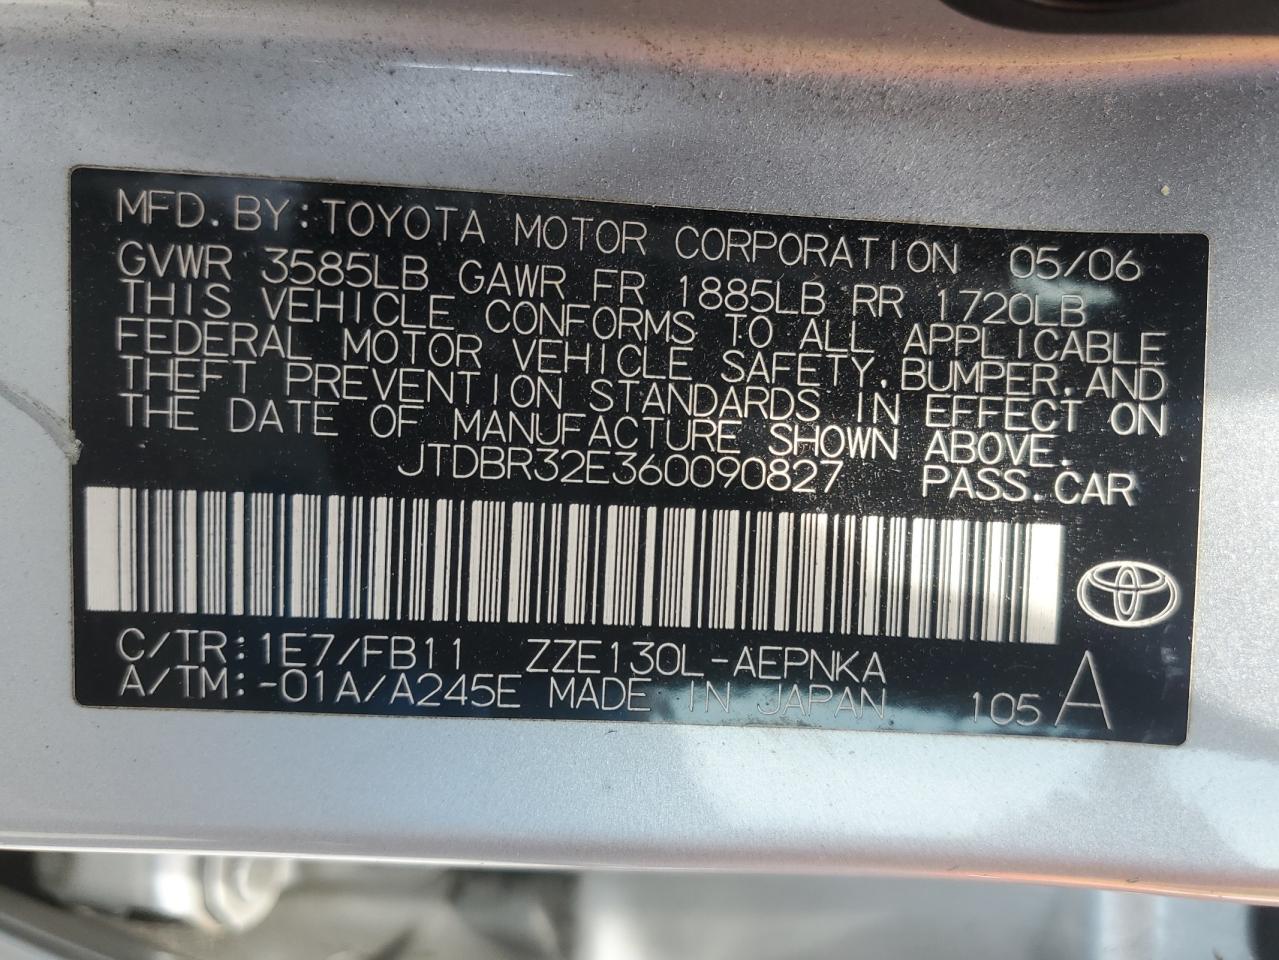 MFD. BY: TOYOTA MOTOR CORPORATION 05/06
GVWR 3585LB GAWR FR 1885LB RR 1720LB
THIS VEHICLE CONFORMS TO ALL APPLICABLE
FEDERAL MOTOR VEHICLE SAFETY, BUMPER, AND
THEFT PREVENTION STANDARDS IN EFFECT ON
THE DATE OF MANUFACTURE SHOWN ABOVE.
JTDBR32E360090827 PASS. CAR
C/TR: 1E7/FB11 ZZE130L-AEPNKA
A/TM: -01A/A245E MADE IN JAPAN 105 A